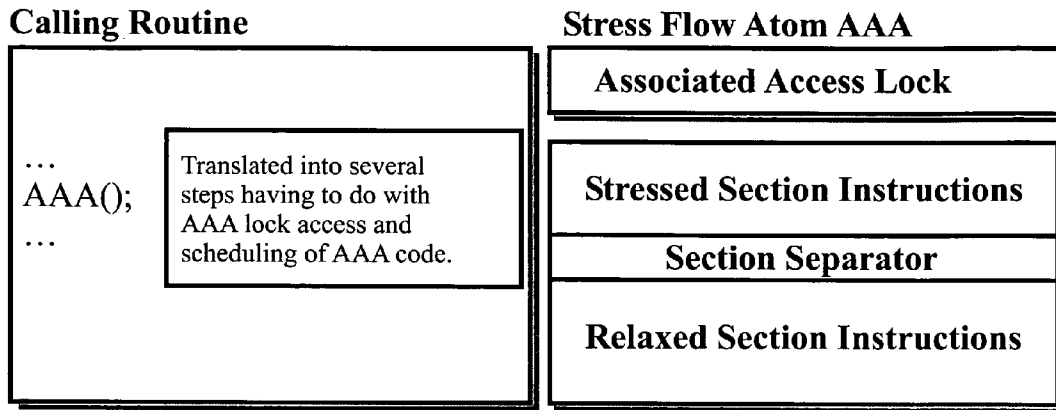 Calling Routine
...
AAA();
...
Translated into several
steps having to do with
AAA lock access and
scheduling of AAA code.
Stress Flow Atom AAA
Associated Access Lock
Stressed Section Instructions
Section Separator
Relaxed Section Instructions